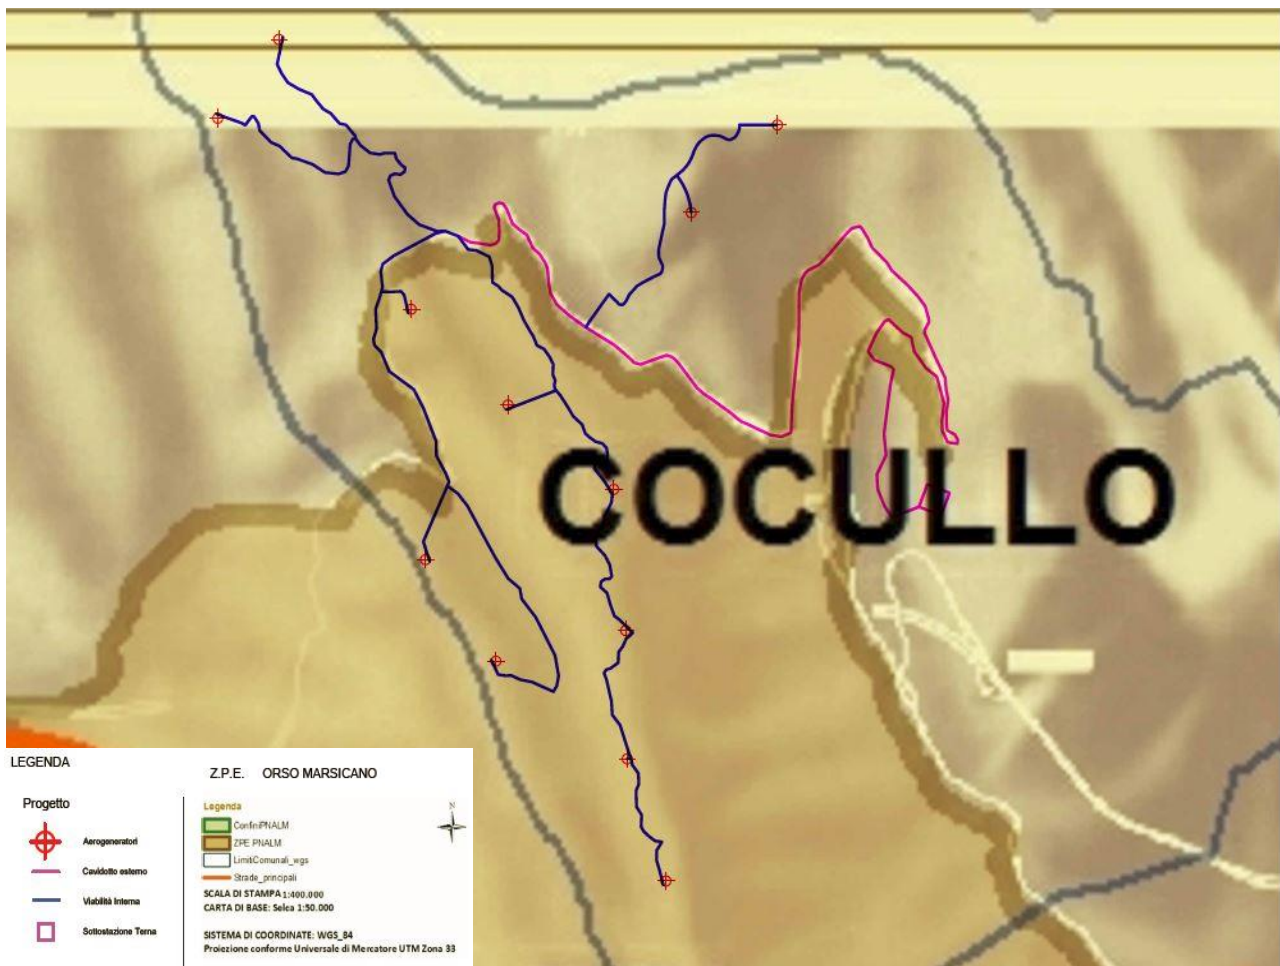 COCULLO
LEGENDA
Progetto
Aerogeneratori
Cavidotto esterno
Viabilità Interna
Sottostazione Terna
Z.P.E. ORSO MARSICANO
Legenda
ConfiniPNALM
ZPE PNALM
LimitiComunali_wgs
Strade_principali
SCALA DI STAMPA 1:400.000
CARTA DI BASE: Selca 1:50.000
SISTEMA DI COORDINATE: WGS_84
Proiezione conforme Universale di Mercatore UTM Zona 33
N